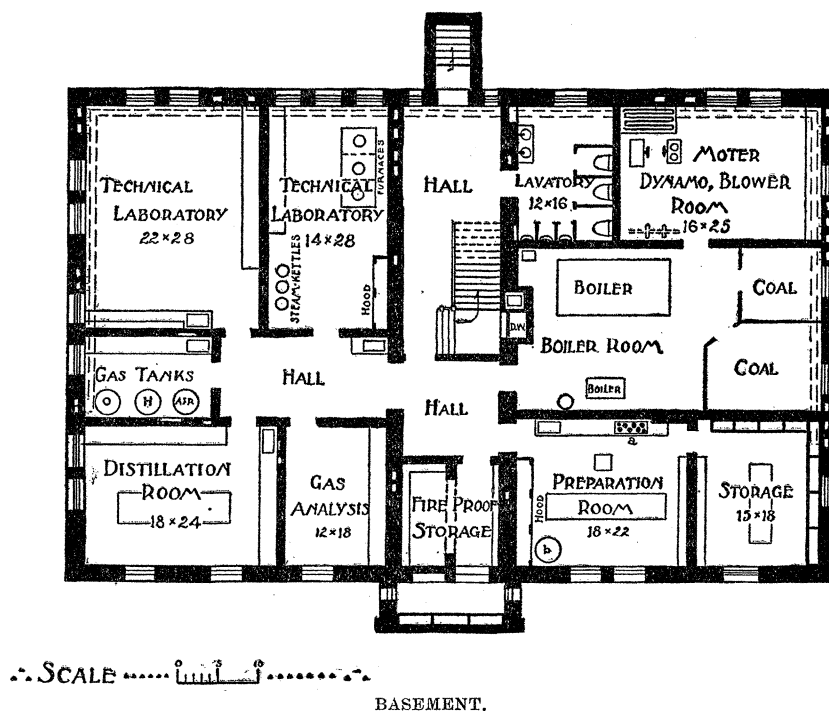 TECHNICAL
LABORATORY
22×28
TECHNICAL
LABORATORY
14×28
FURNACES
STEAM-KETTLES
HOOD
HALL
LAVATORY
12×16
MOTER
DYNAMO, BLOWER
ROOM
16×25
BOILER
COAL
D.W.
BOILER ROOM
COAL
BOILER
GAS TANKS
O
H
AIR
HALL
HALL
DISTILLATION
ROOM
18×24
GAS
ANALYSIS
12×18
FIRE PROOF
STORAGE
a
PREPARATION
ROOM
18×22
HOOD
b
STORAGE
15×18
SCALE
0 5 10
BASEMENT.